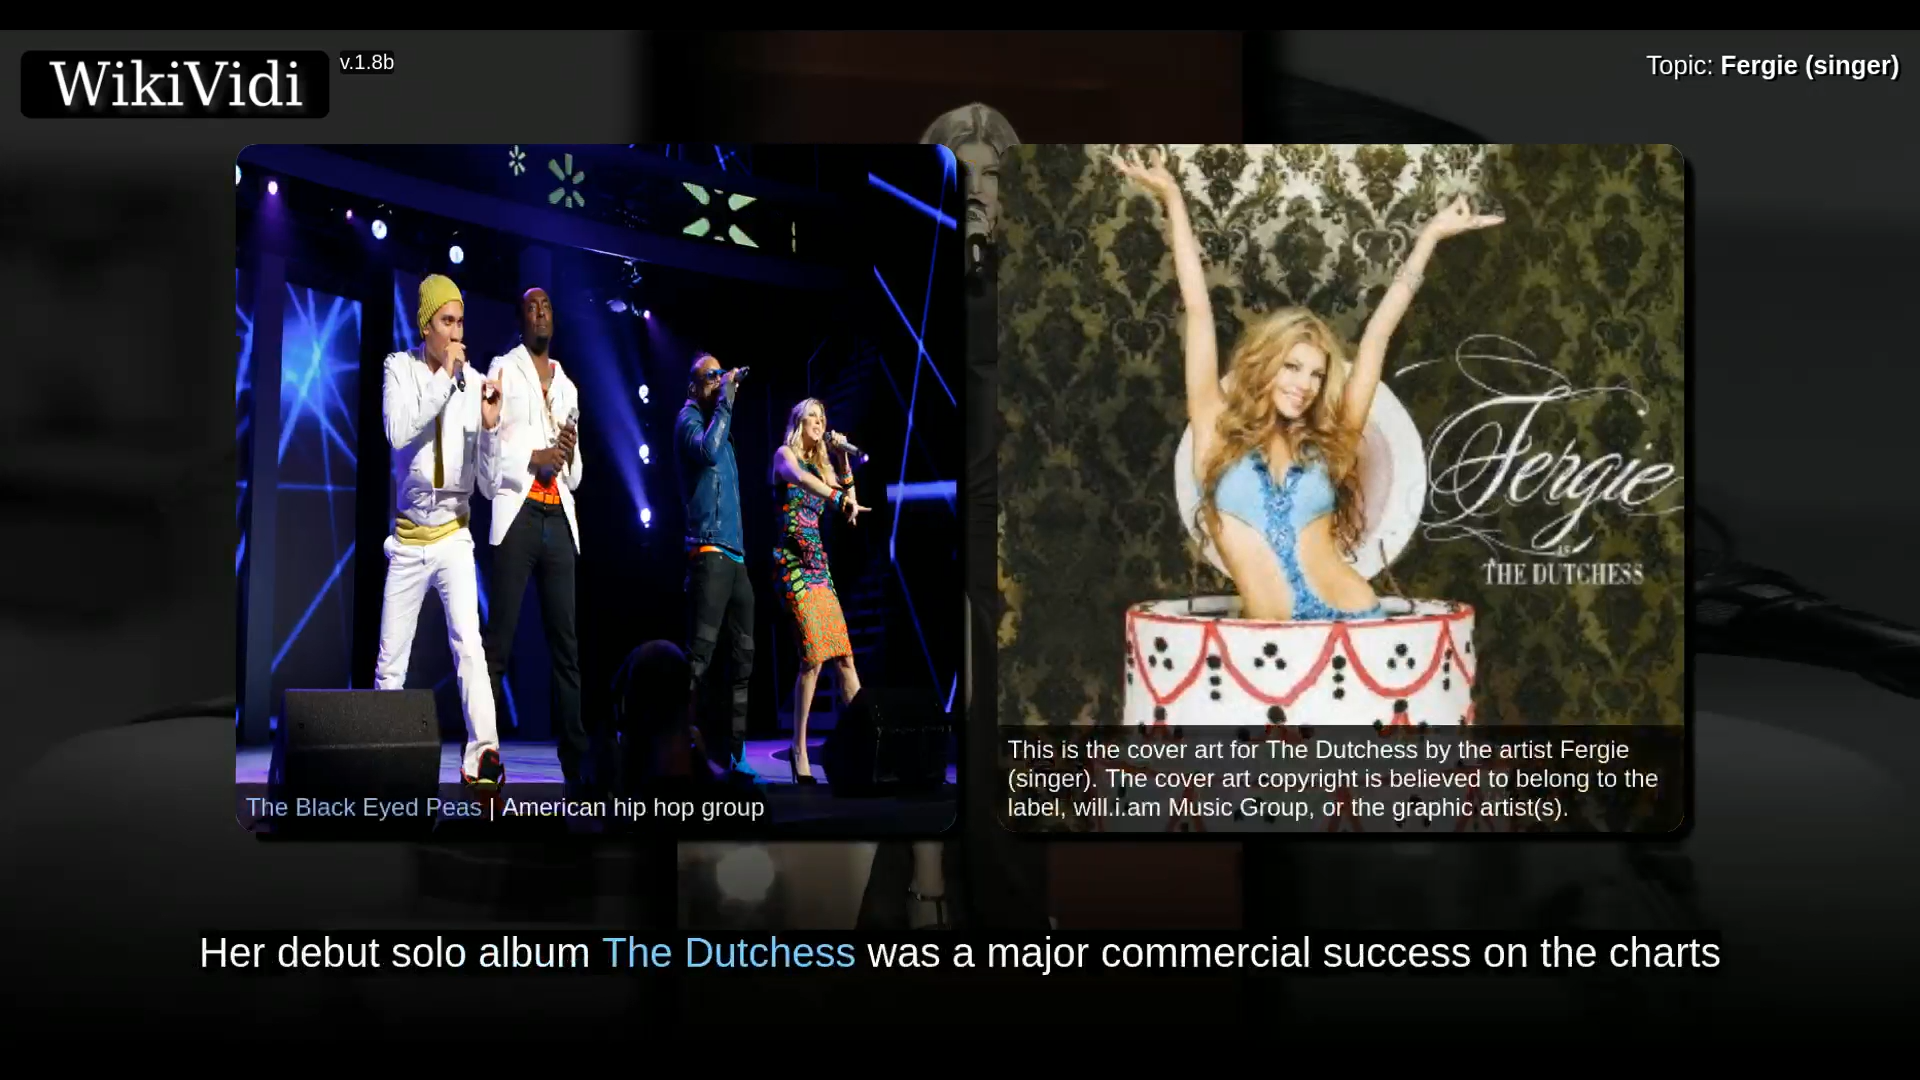 WikiVidi
v.1.8b
Topic: Fergie (singer)
Fergie
AS
THE DUTCHESS
The Black Eyed Peas | American hip hop group
This is the cover art for The Dutchess by the artist Fergie
(singer). The cover art copyright is believed to belong to the
label, will.i.am Music Group, or the graphic artist(s).
Her debut solo album The Dutchess was a major commercial success on the charts